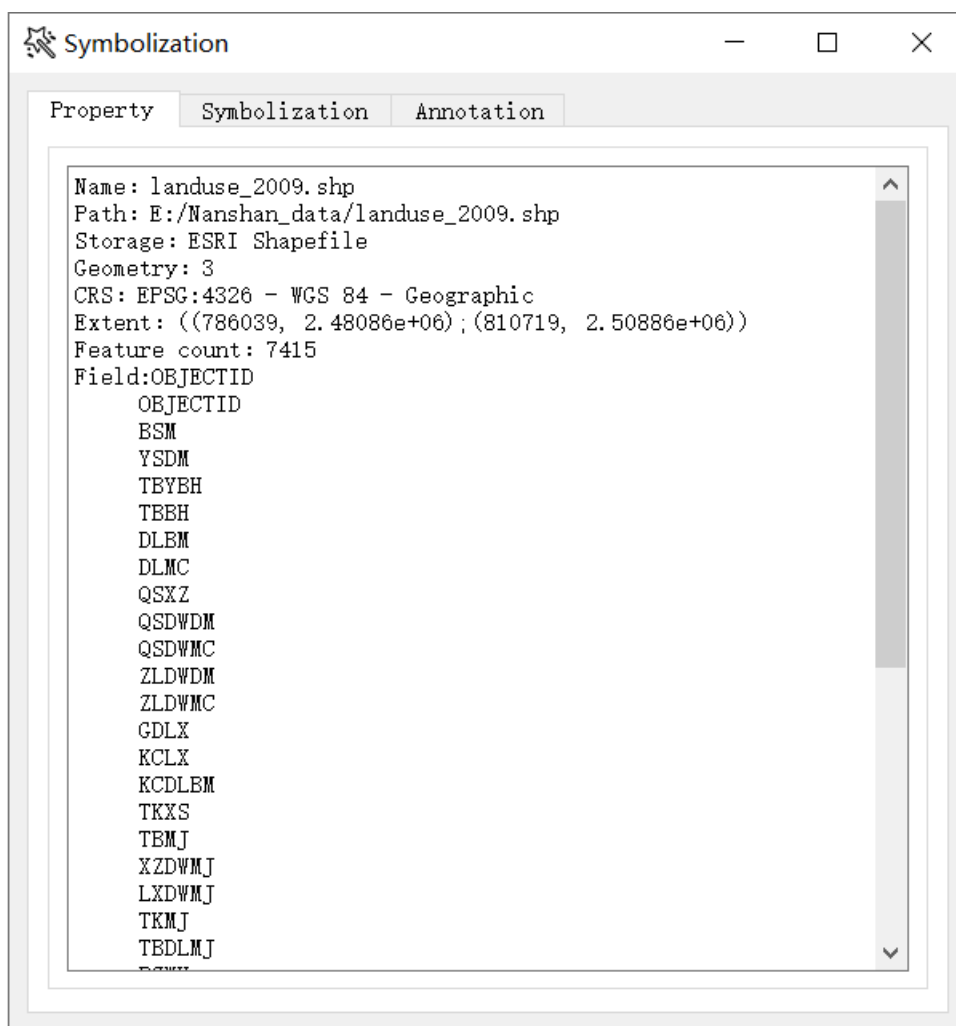 Symbolization
Property Symbolization Annotation
Name: landuse_2009.shp
Path: E:/Nanshan_data/landuse_2009.shp
Storage: ESRI Shapefile
Geometry: 3
CRS: EPSG:4326 - WGS 84 - Geographic
Extent: ((786039, 2.48086e+06);(810719, 2.50886e+06))
Feature count: 7415
Field:OBJECTID
OBJECTID
BSM
YSDM
TBYBH
TBBH
DLBM
DLMC
QSXZ
QSDWDM
QSDWMC
ZLDWDM
ZLDWMC
GDLX
KCLX
KCDLBM
TKXS
TBMJ
XZDWMJ
LXDWMJ
TKMJ
TBDLMJ